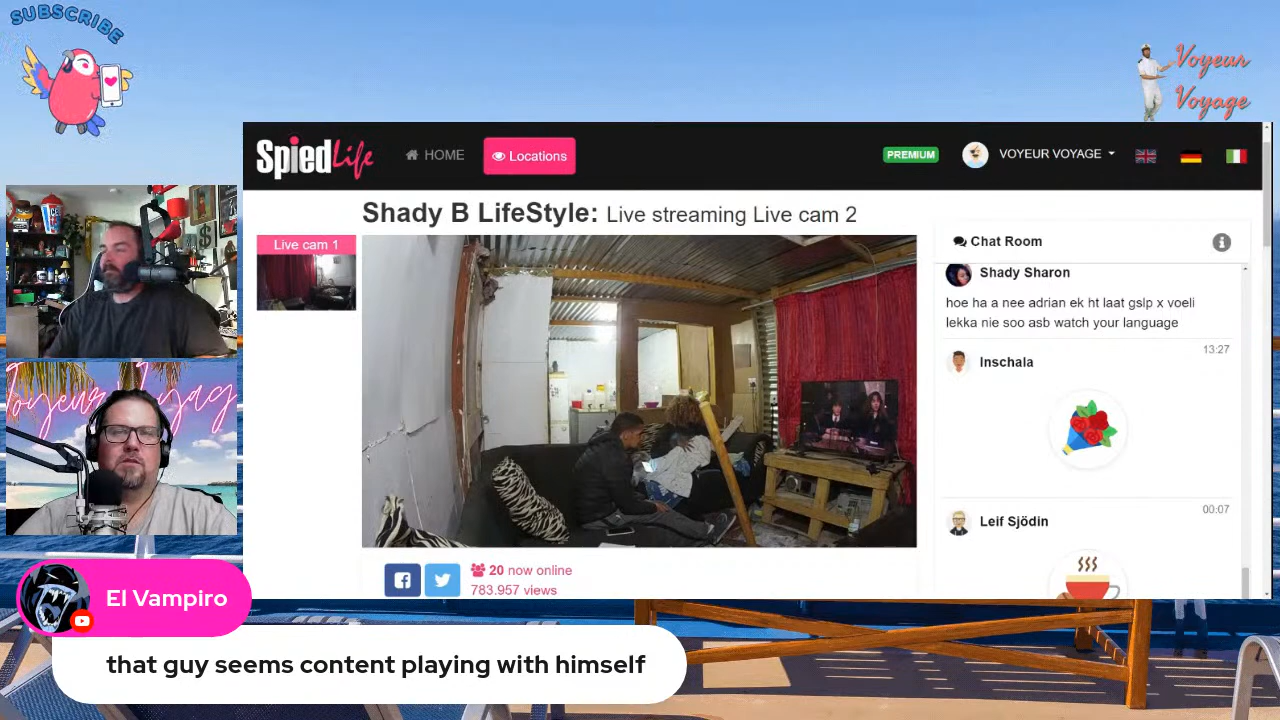 SUBSCRIBE
Voyeur
Voyage
SpiedLife
HOME
Locations
PREMIUM
VOYEUR VOYAGE
Shady B LifeStyle: Live streaming Live cam 2
Live cam 1
Chat Room
Shady Sharon
hoe ha a nee adrian ek ht laat gslp x voeli
lekka nie soo asb watch your language
13:27
Inschala
00:07
Leif Sjödin
20 now online
783.957 views
El Vampiro
that guy seems content playing with himself